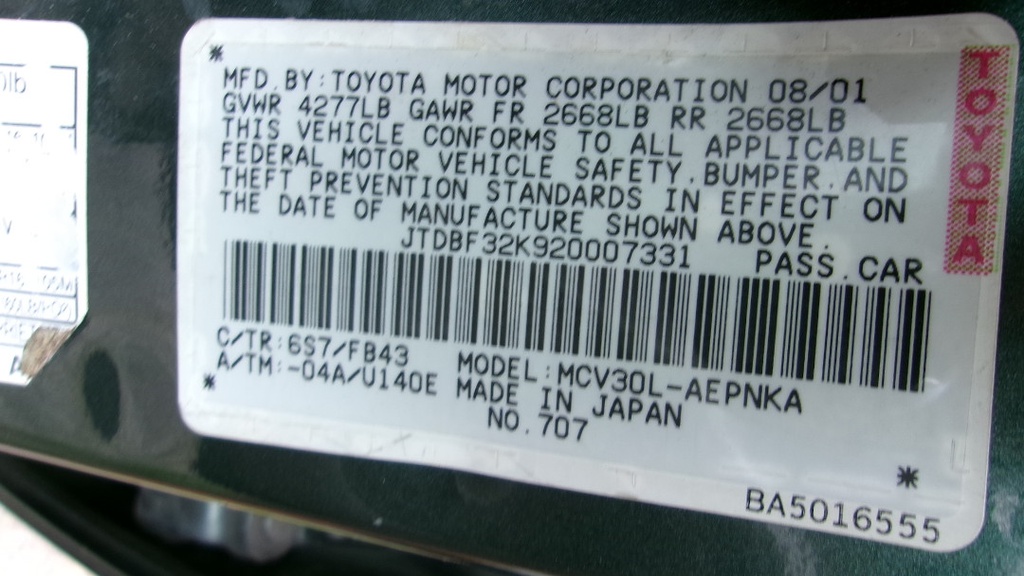 MFD. BY: TOYOTA MOTOR CORPORATION 08/01
GVWR 4277LB GAWR FR 2668LB RR 2668LB
THIS VEHICLE CONFORMS TO ALL APPLICABLE
FEDERAL MOTOR VEHICLE SAFETY, BUMPER, AND
THEFT PREVENTION STANDARDS IN EFFECT ON
THE DATE OF MANUFACTURE SHOWN ABOVE.
JTDBF32K920007331 PASS. CAR
C/TR: 6S7/FB43 MODEL: MCV30L-AEPNKA
A/TM: -04A/U140E MADE IN JAPAN
NO. 707
BA5016555
TOYOTA